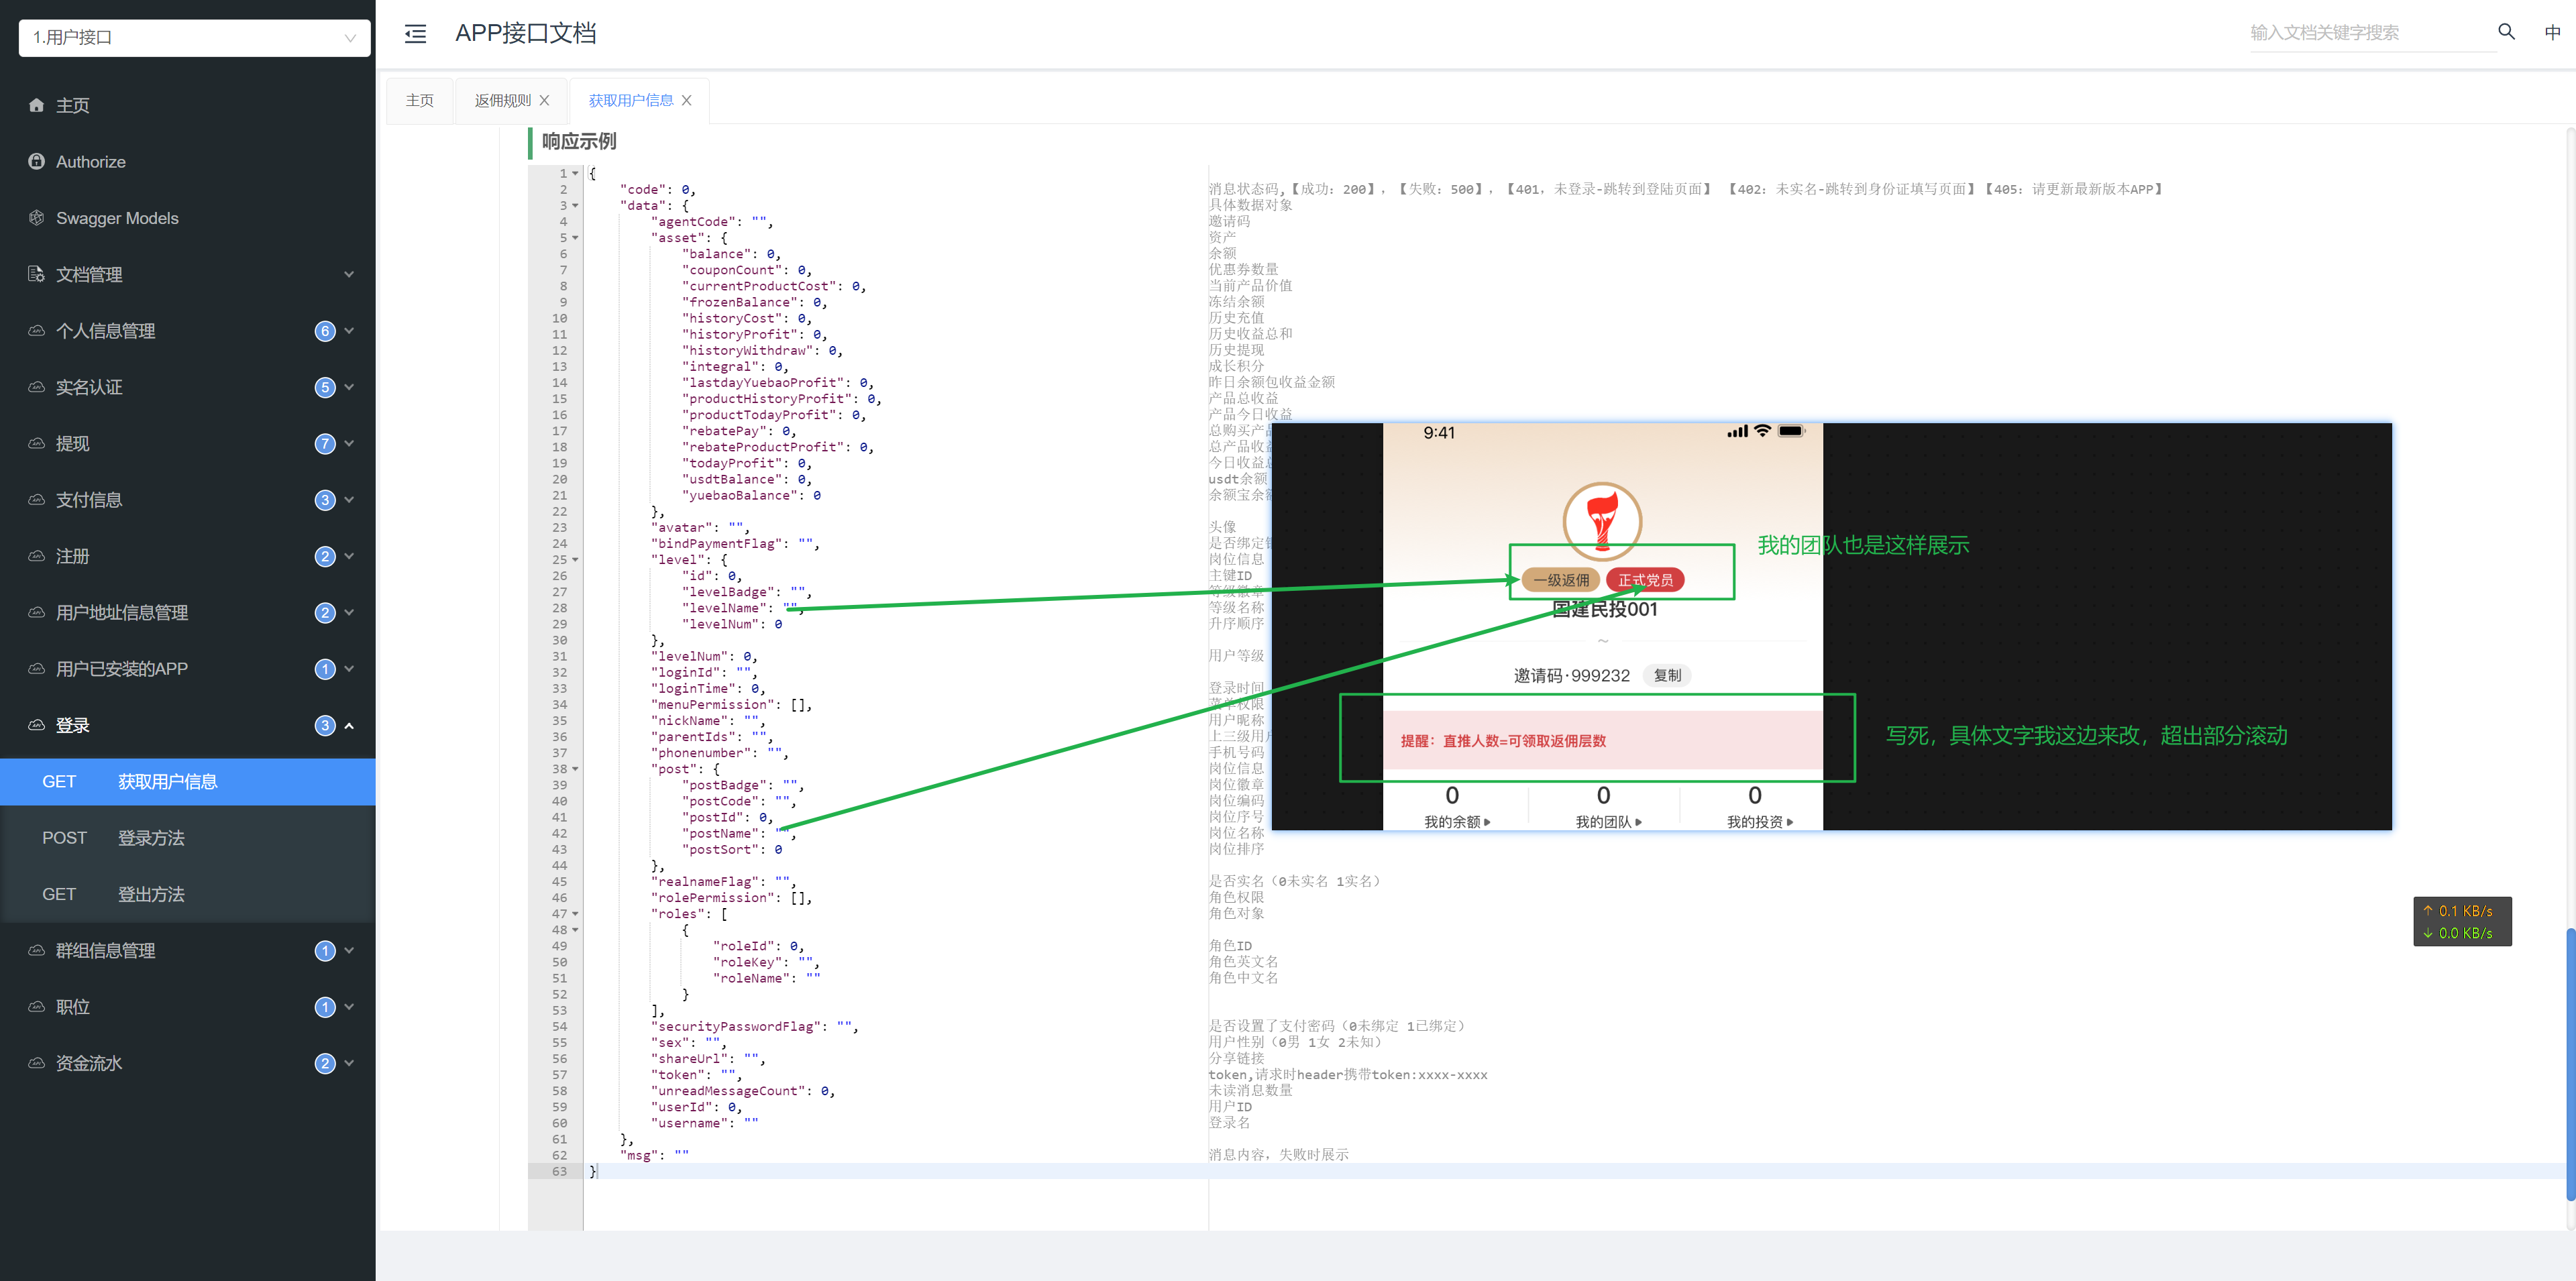 1.用户接口
APP接口文档
输入文档关键字搜索
中
主页
返佣规则
获取用户信息
主页
Authorize
Swagger Models
文档管理
个人信息管理 6
实名认证 5
提现 7
支付信息 3
注册 2
用户地址信息管理 2
用户已安装的APP 1
登录 3
GET 获取用户信息
POST 登录方法
GET 登出方法
群组信息管理 1
职位 1
资金流水 2
响应示例
1 {
2 "code": 0, 消息状态码,【成功: 200】, 【失败: 500】, 【401, 未登录-跳转到登陆页面】 【402: 未实名-跳转到身份证填写页面】【405: 请更新最新版本APP】
3 "data": { 具体数据对象
4 "agentCode": "", 邀请码
5 "asset": { 资产
6 "balance": 0, 余额
7 "couponCount": 0, 优惠券数量
8 "currentProductCost": 0, 当前产品价值
9 "frozenBalance": 0, 冻结余额
10 "historyCost": 0, 历史充值
11 "historyProfit": 0, 历史收益总和
12 "historyWithdraw": 0, 历史提现
13 "integral": 0, 成长积分
14 "lastdayYuebaoProfit": 0, 昨日余额包收益金额
15 "productHistoryProfit": 0, 产品总收益
16 "productTodayProfit": 0, 产品今日收益
17 "rebatePay": 0, 总购买产
18 "rebateProductProfit": 0, 总产品收
19 "todayProfit": 0, 今日收益
20 "usdtBalance": 0, usdt余额
21 "yuebaoBalance": 0 余额宝余
22 },
23 "avatar": "", 头像
24 "bindPaymentFlag": "", 是否绑定
25 "level": { 岗位信息
26 "id": 0, 主键ID
27 "levelBadge": "", 等级徽章
28 "levelName": "", 等级名称
29 "levelNum": 0 升序顺序
30 },
31 "levelNum": 0, 用户等级
32 "loginId": "",
33 "loginTime": 0, 登录时间
34 "menuPermission": [], 菜单权限
35 "nickName": "", 用户昵称
36 "parentIds": "", 上三级用
37 "phonenumber": "", 手机号码
38 "post": { 岗位信息
39 "postBadge": "", 岗位徽章
40 "postCode": "", 岗位编码
41 "postId": 0, 岗位序号
42 "postName": "", 岗位名称
43 "postSort": 0 岗位排序
44 },
45 "realnameFlag": "", 是否实名（0未实名 1实名）
46 "rolePermission": [], 角色权限
47 "roles": [ 角色对象
48 {
49 "roleId": 0, 角色ID
50 "roleKey": "", 角色英文名
51 "roleName": "" 角色中文名
52 }
53 ],
54 "securityPasswordFlag": "", 是否设置了支付密码（0未绑定 1已绑定）
55 "sex": "", 用户性别（0男 1女 2未知）
56 "shareUrl": "", 分享链接
57 "token": "", token,请求时header携带token:xxxx-xxxx
58 "unreadMessageCount": 0, 未读消息数量
59 "userId": 0, 用户ID
60 "username": "" 登录名
61 },
62 "msg": "" 消息内容, 失败时展示
63 }
9:41
一级返佣 正式党员
我的团队也是这样展示
国建民投001
邀请码·999232 复制
提醒：直推人数=可领取返佣层数
写死，具体文字我这边来改，超出部分滚动
0 0 0
我的余额 我的团队 我的投资
↑ 0.1 KB/s
↓ 0.0 KB/s